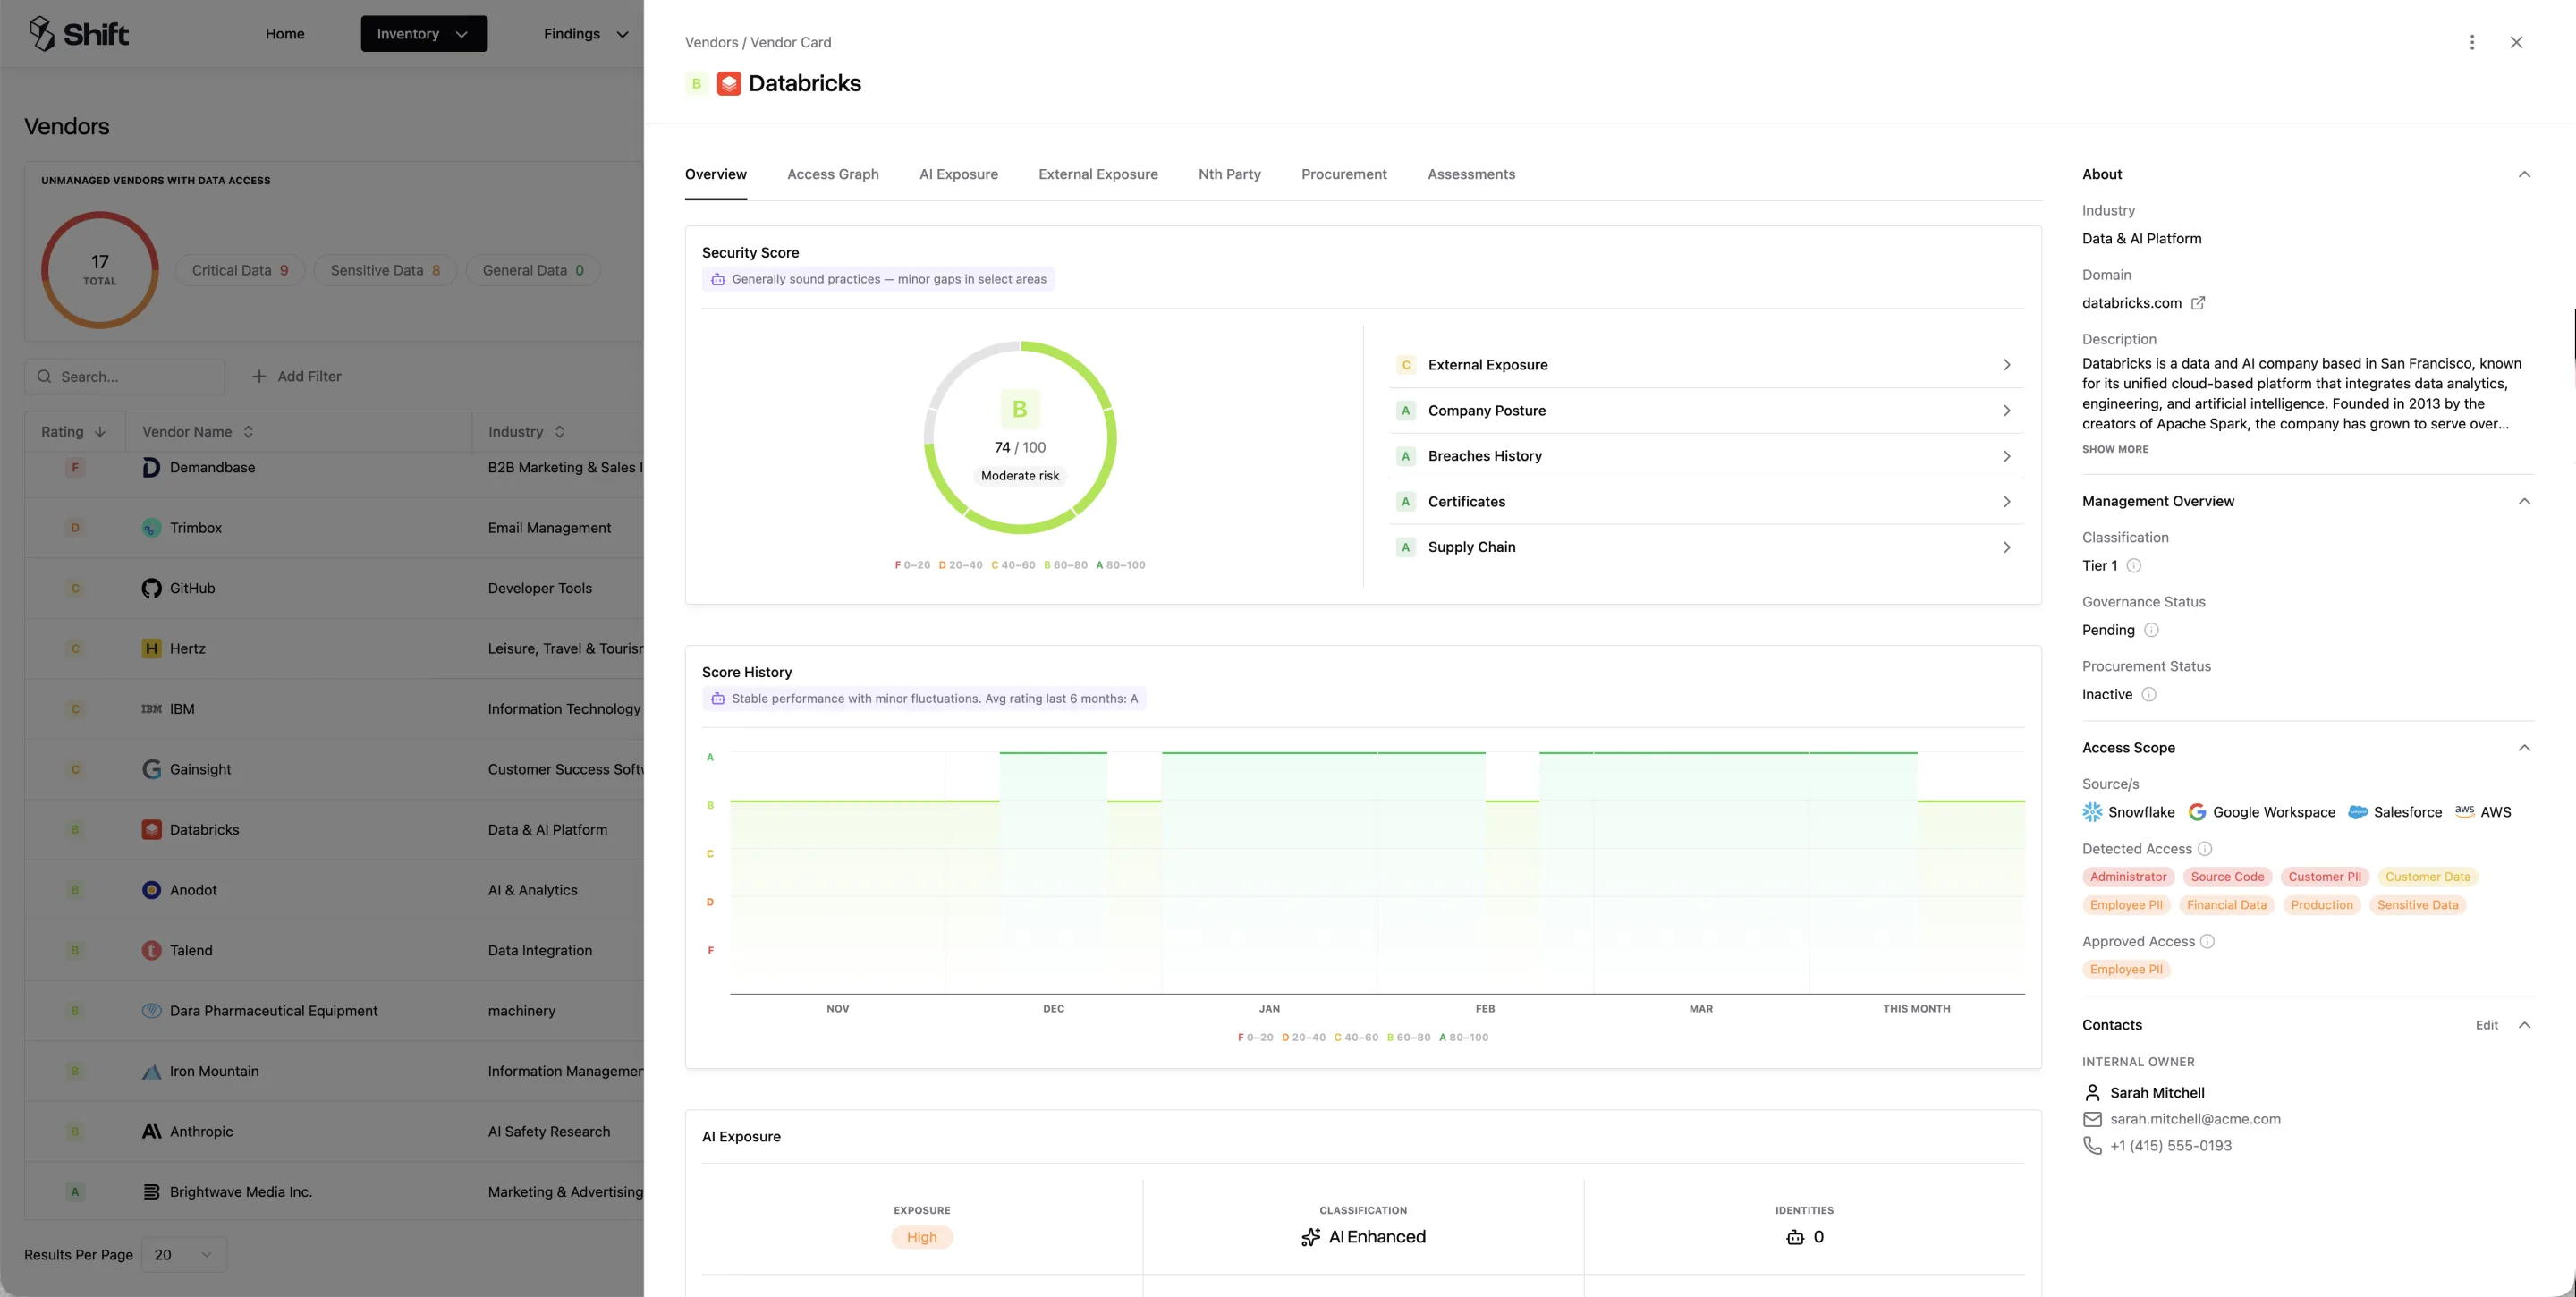 Shift
Home
Inventory
Findings
Vendors
UNMANAGED VENDORS WITH DATA ACCESS
17
TOTAL
Critical Data 9
Sensitive Data 8
General Data 0
Search...
Add Filter
Rating
Vendor Name
Industry
F Demandbase B2B Marketing & Sales I
D Trimbox Email Management
C GitHub Developer Tools
C H Hertz Leisure, Travel & Tourisr
C IBM IBM Information Technology
C Gainsight Customer Success Softw
B Databricks Data & AI Platform
B Anodot AI & Analytics
B t Talend Data Integration
B Dara Pharmaceutical Equipment machinery
B Iron Mountain Information Managemer
B Anthropic AI Safety Research
A Brightwave Media Inc. Marketing & Advertising
Results Per Page 20
Vendors / Vendor Card
B Databricks
Overview
Access Graph
AI Exposure
External Exposure
Nth Party
Procurement
Assessments
Security Score
Generally sound practices — minor gaps in select areas
B
74 / 100
Moderate risk
F 0–20 D 20–40 C 40–60 B 60–80 A 80–100
C External Exposure
A Company Posture
A Breaches History
A Certificates
A Supply Chain
Score History
Stable performance with minor fluctuations. Avg rating last 6 months: A
A
B
C
D
F
NOV DEC JAN FEB MAR THIS MONTH
F 0–20 D 20–40 C 40–60 B 60–80 A 80–100
AI Exposure
EXPOSURE
High
CLASSIFICATION
AI Enhanced
IDENTITIES
0
About
Industry
Data & AI Platform
Domain
databricks.com
Description
Databricks is a data and AI company based in San Francisco, known
for its unified cloud-based platform that integrates data analytics,
engineering, and artificial intelligence. Founded in 2013 by the
creators of Apache Spark, the company has grown to serve over...
SHOW MORE
Management Overview
Classification
Tier 1
Governance Status
Pending
Procurement Status
Inactive
Access Scope
Source/s
Snowflake Google Workspace Salesforce aws AWS
Detected Access
Administrator Source Code Customer PII Customer Data
Employee PII Financial Data Production Sensitive Data
Approved Access
Employee PII
Contacts
Edit
INTERNAL OWNER
Sarah Mitchell
sarah.mitchell@acme.com
+1 (415) 555-0193